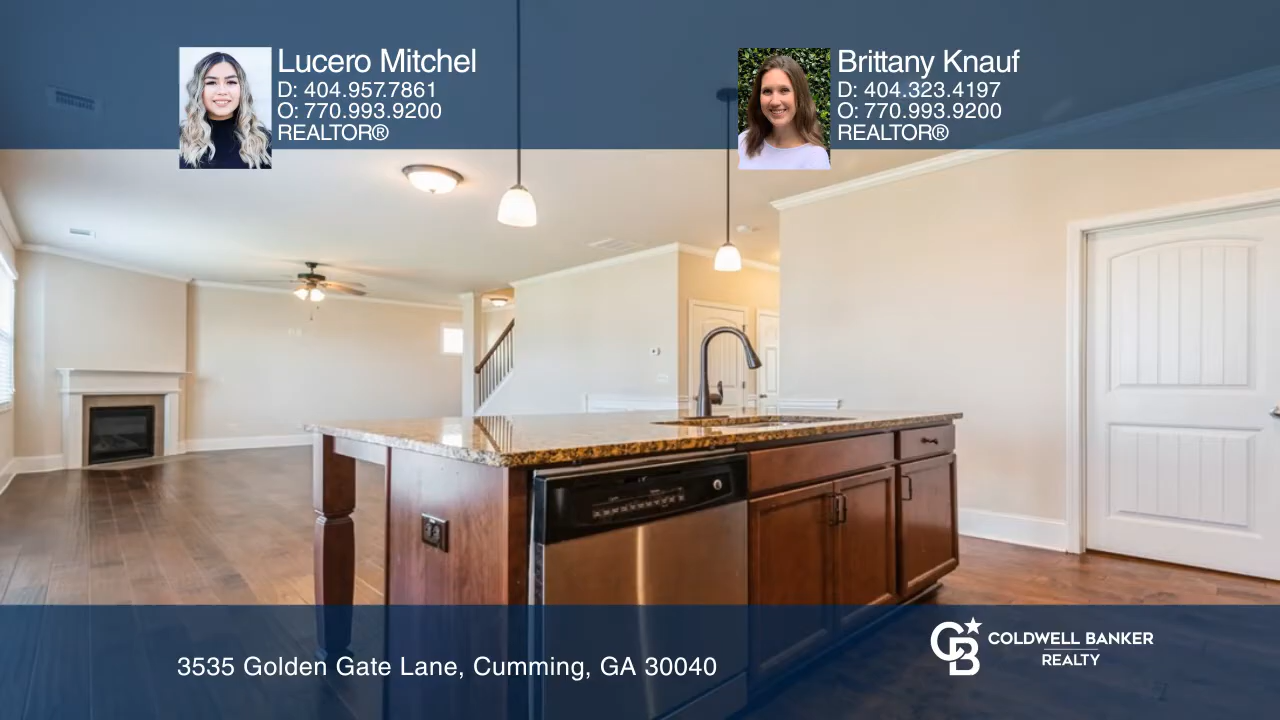 Lucero Mitchel
D: 404.957.7861
O: 770.993.9200
REALTOR®
Brittany Knauf
D: 404.323.4197
O: 770.993.9200
REALTOR®
3535 Golden Gate Lane, Cumming, GA 30040
COLDWELL BANKER
REALTY